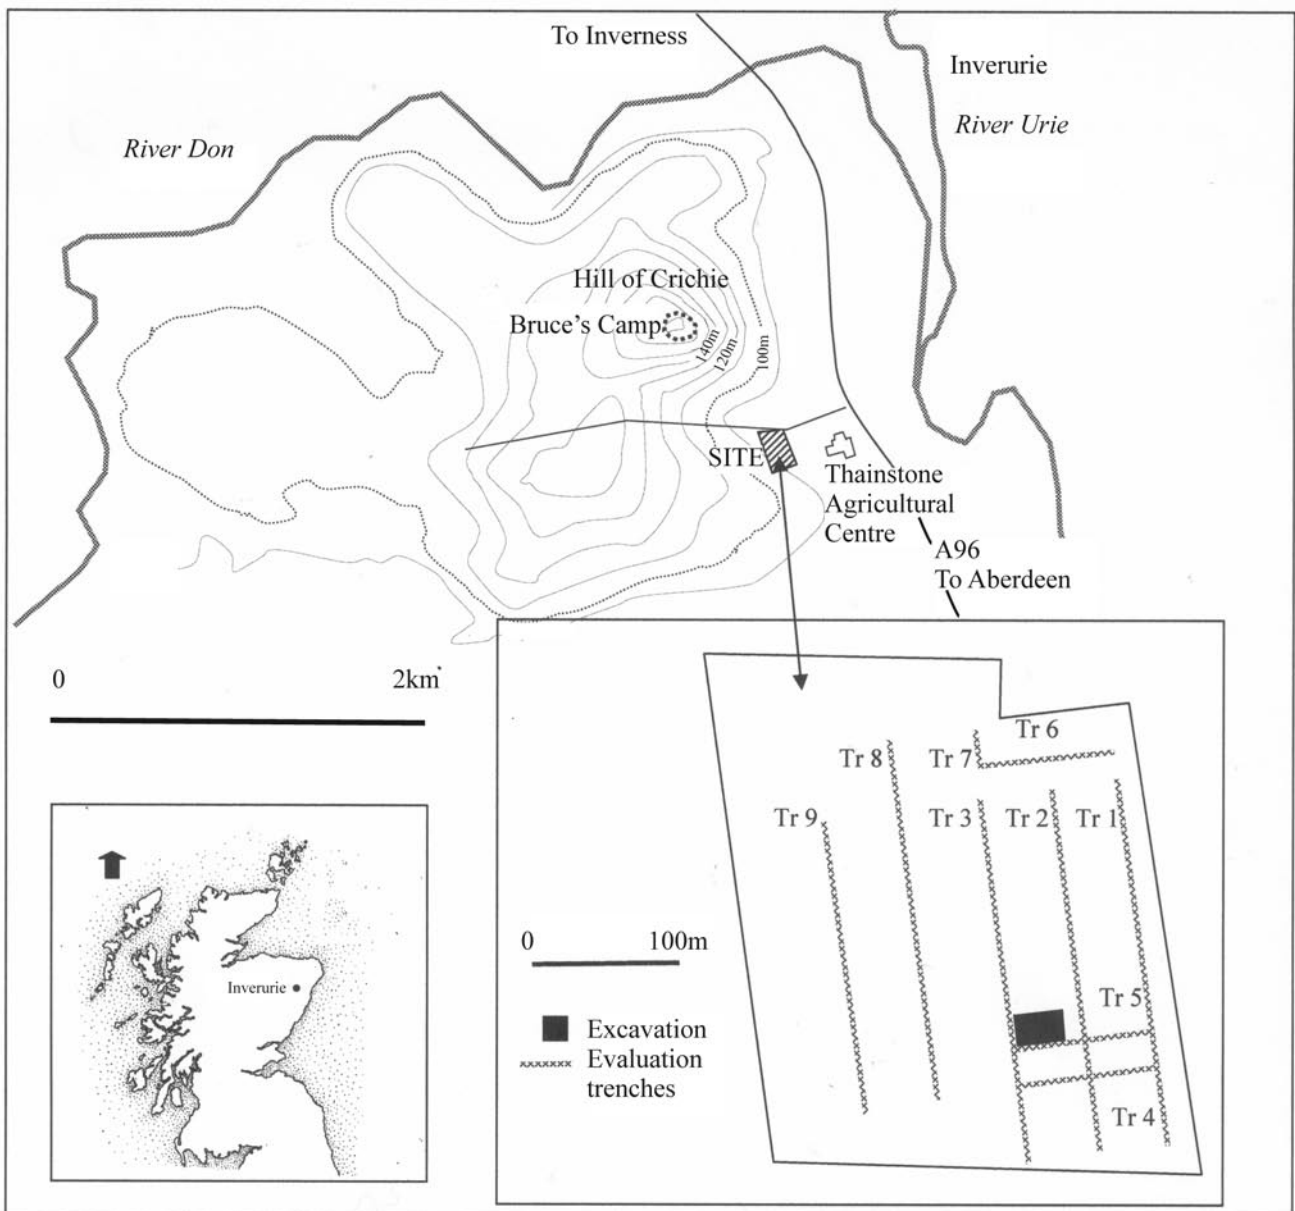 To Inverness
Inverurie
River Urie
River Don
Hill of Crichie
Bruce's Camp
140m
120m
100m
SITE
Thainstone
Agricultural
Centre
A96
To Aberdeen
0 2km
Inverurie
Tr 6
Tr 8
Tr 7
Tr 9
Tr 3
Tr 2
Tr 1
0 100m
Tr 5
Excavation
Evaluation
trenches
Tr 4